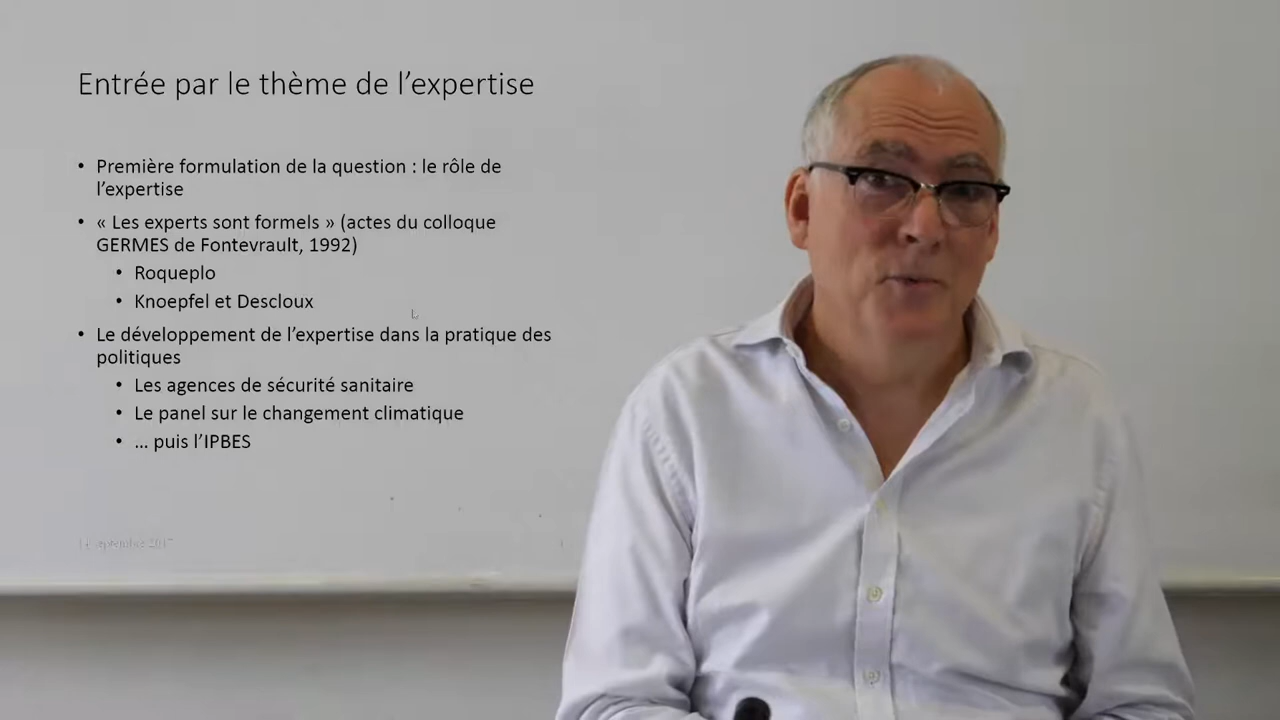 Entrée par le thème de l'expertise
• Première formulation de la question : le rôle de
l'expertise
• « Les experts sont formels » (actes du colloque
GERMES de Fontevrault, 1992)
• Roqueplo
• Knoepfel et Descloux
• Le développement de l'expertise dans la pratique des
politiques
• Les agences de sécurité sanitaire
• Le panel sur le changement climatique
• ... puis l'IPBES
septembre 2017